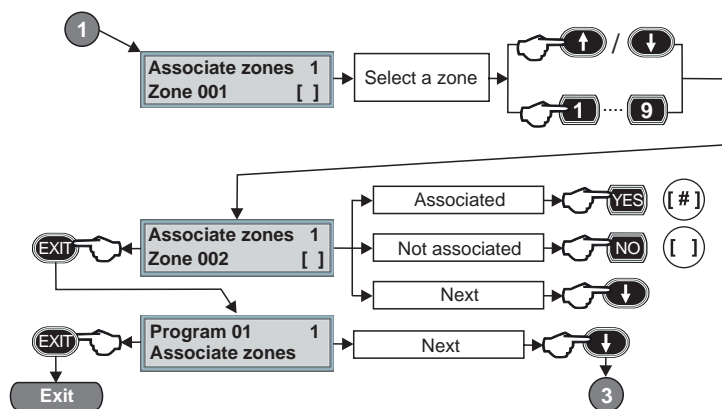 1
Associate zones 1
Zone 001 [ ]
Select a zone
/
1 .... 9
Associate zones 1
Zone 002 [ ]
EXIT
Associated
YES
[ # ]
Not associated
NO
[ ]
Next
Program 01 1
Associate zones
EXIT
Next
Exit
3